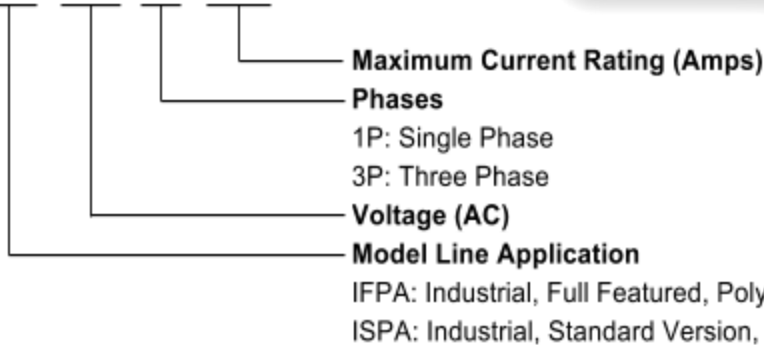 Maximum Current Rating (Amps)
Phases
1P: Single Phase
3P: Three Phase
Voltage (AC)
Model Line Application
IFPA: Industrial, Full Featured, Poly
ISPA: Industrial, Standard Version,